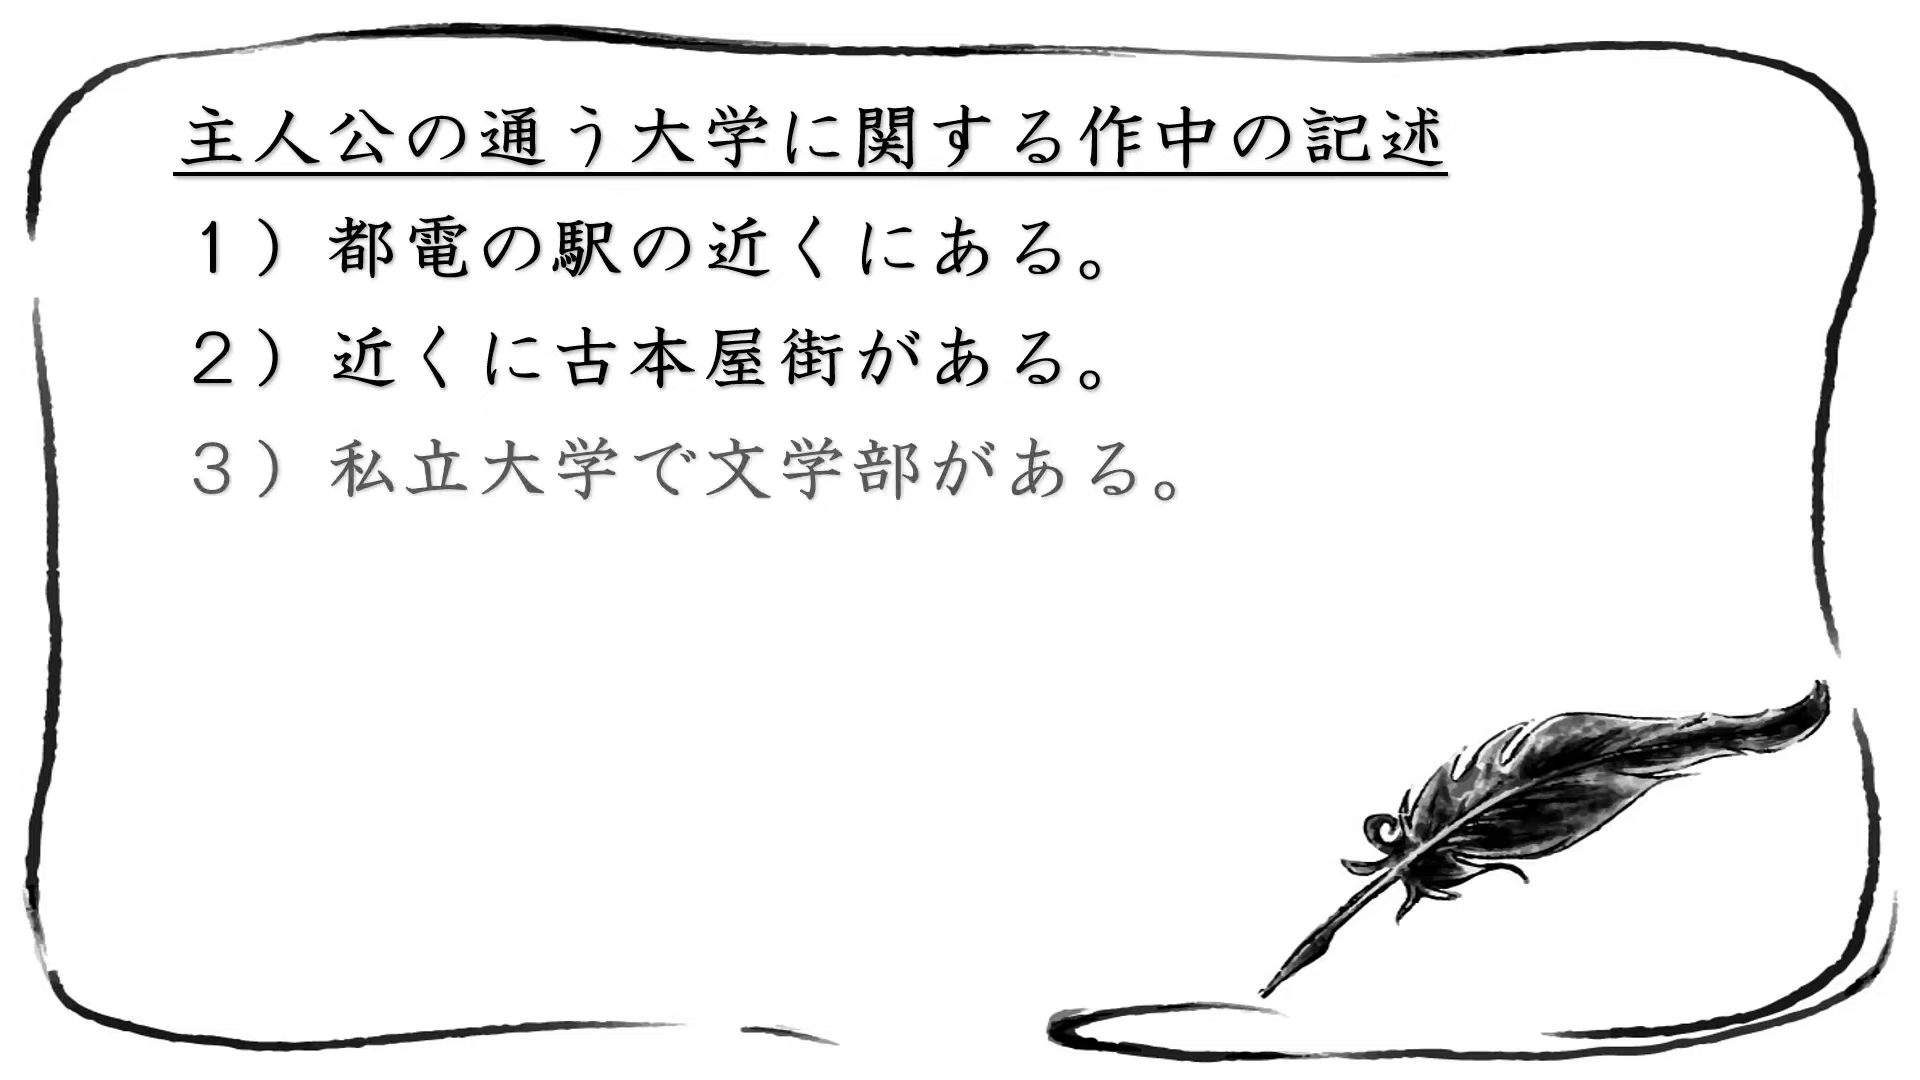 主人公の通う大学に関する作中の記述
１）都電の駅の近くにある。
２）近くに古本屋街がある。
３）私立大学で文学部がある。